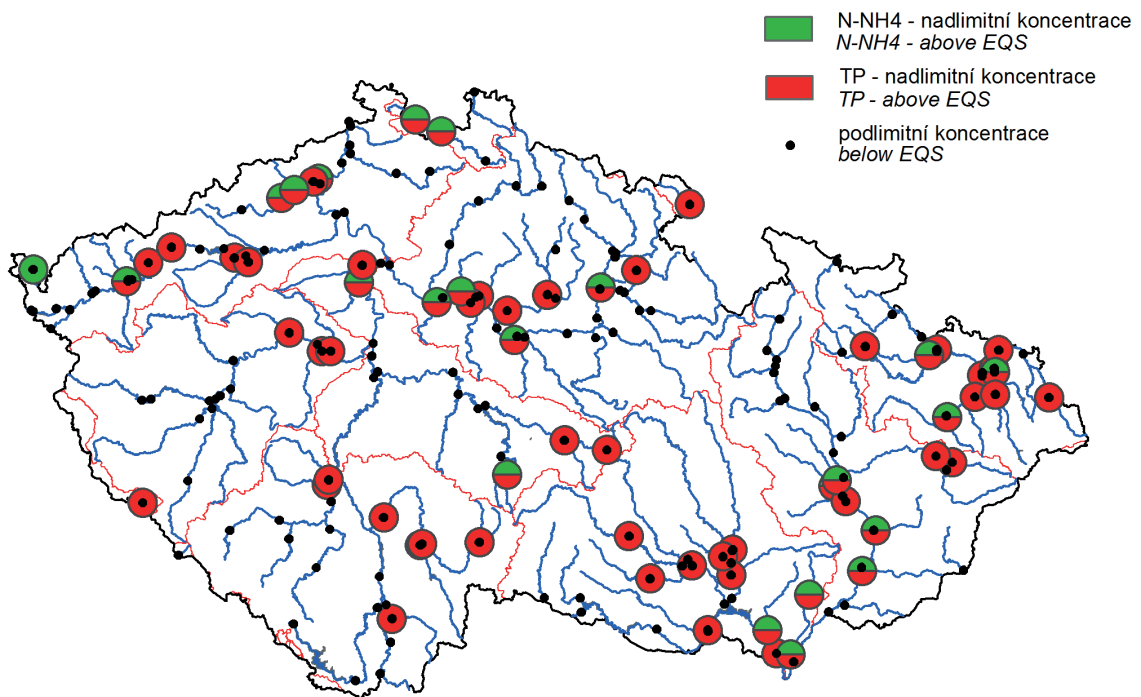 N-NH4 - nadlimitní koncentrace
N-NH4 - above EQS
TP - nadlimitní koncentrace
TP - above EQS
podlimitní koncentrace
below EQS